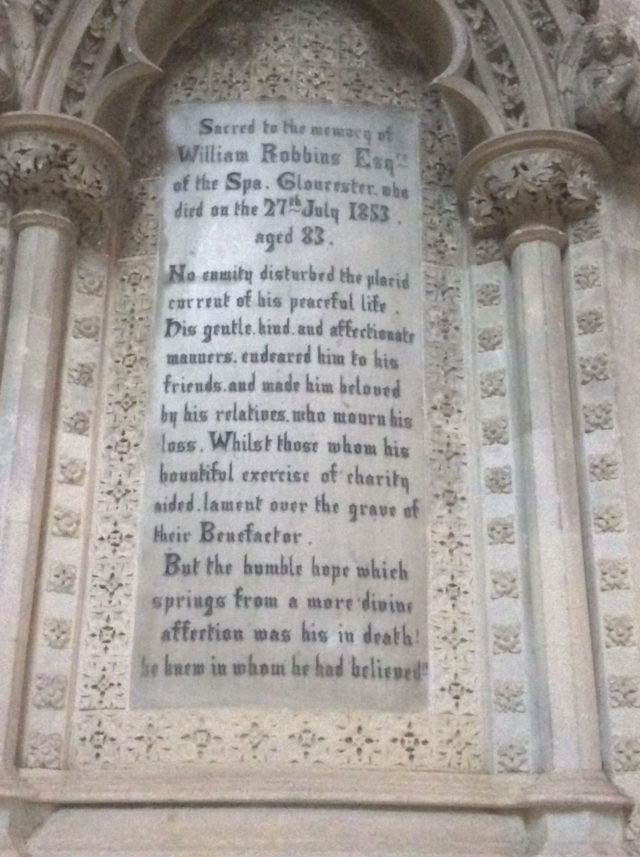 Sacred to the memory of
William Robbins Esq.re
of the Spa. Gloucester. who
died on the 27th July 1853.
aged 83.
No enmity disturbed the placid
current of his peaceful life.
His gentle. kind. and affectionate
manners. endeared him to his
friends. and made him beloved
by his relatives. who mourn his
loss. Whilst those whom his
bountiful exercise of charity
aided. lament over the grave of
their Benefactor.
But the humble hope which
springs from a more divine
affection was his in death!
he knew in whom he had believed"